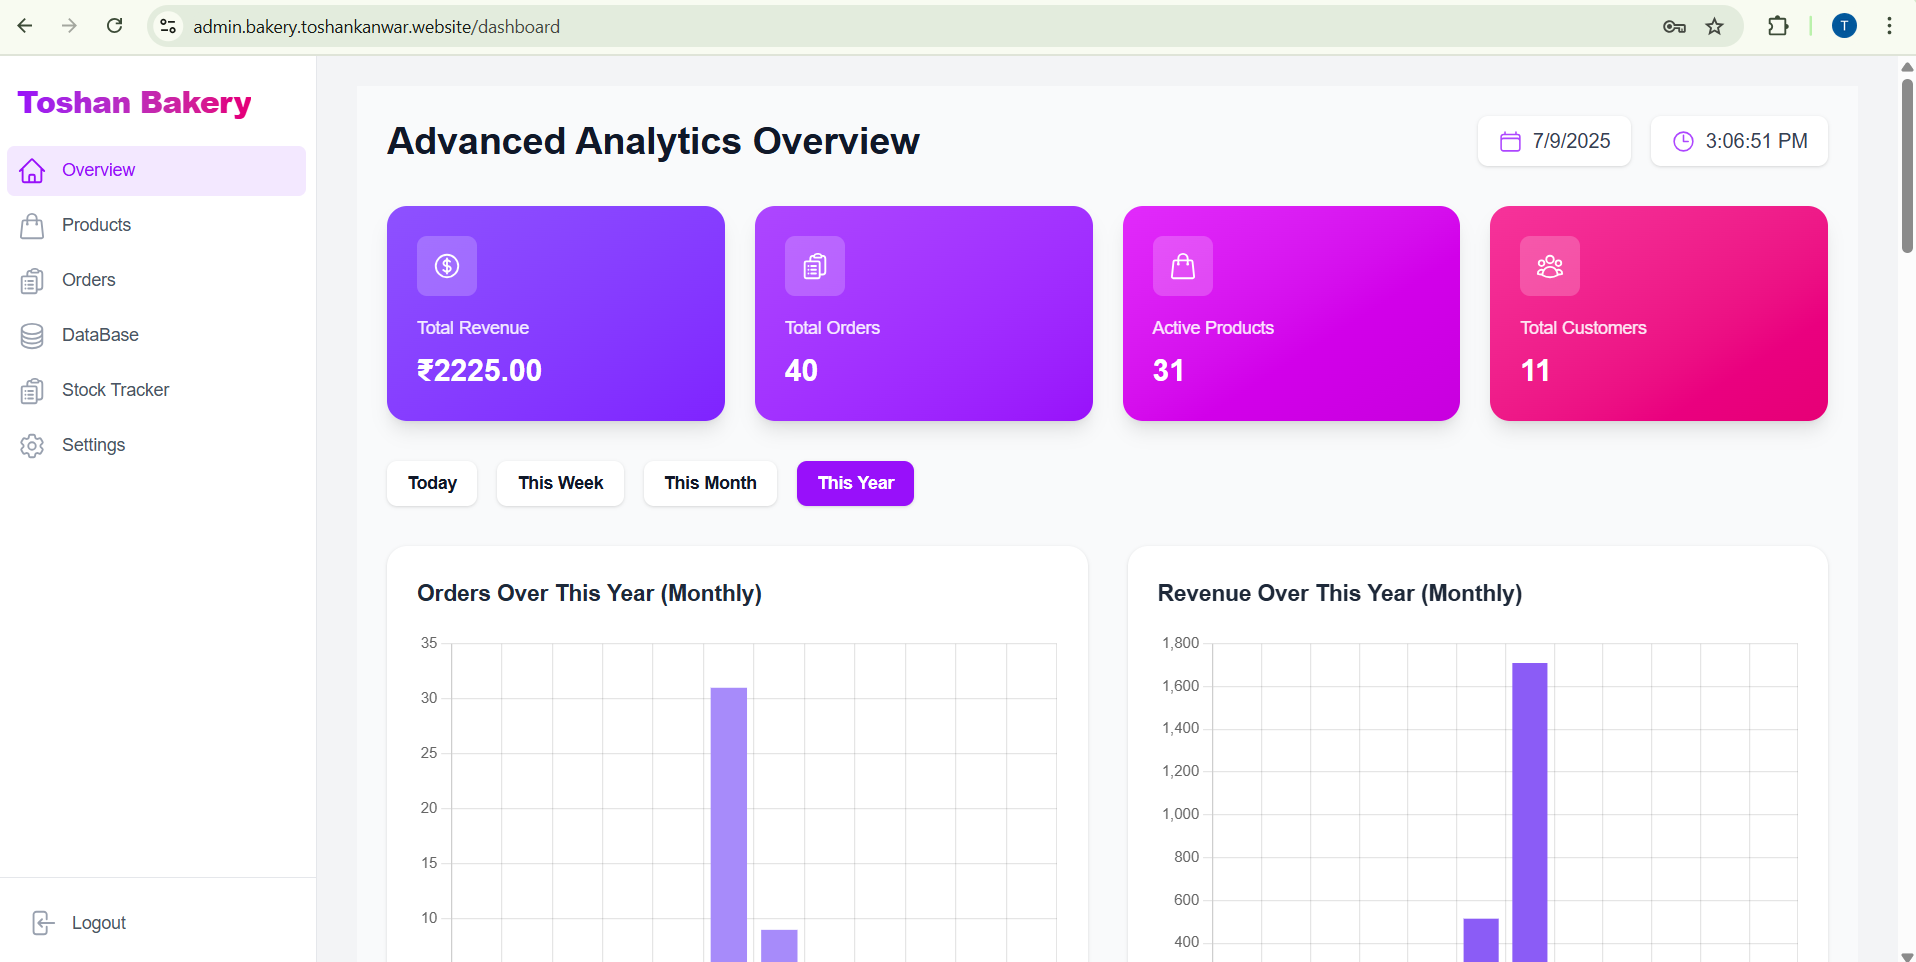 admin.bakery.toshankanwar.website/dashboard
T
Toshan Bakery
Overview
Products
Orders
DataBase
Stock Tracker
Settings
Logout
Advanced Analytics Overview
7/9/2025
3:06:51 PM
Total Revenue
₹2225.00
Total Orders
40
Active Products
31
Total Customers
11
Today
This Week
This Month
This Year
Orders Over This Year (Monthly)
35
30
25
20
15
10
Revenue Over This Year (Monthly)
1,800
1,600
1,400
1,200
1,000
800
600
400